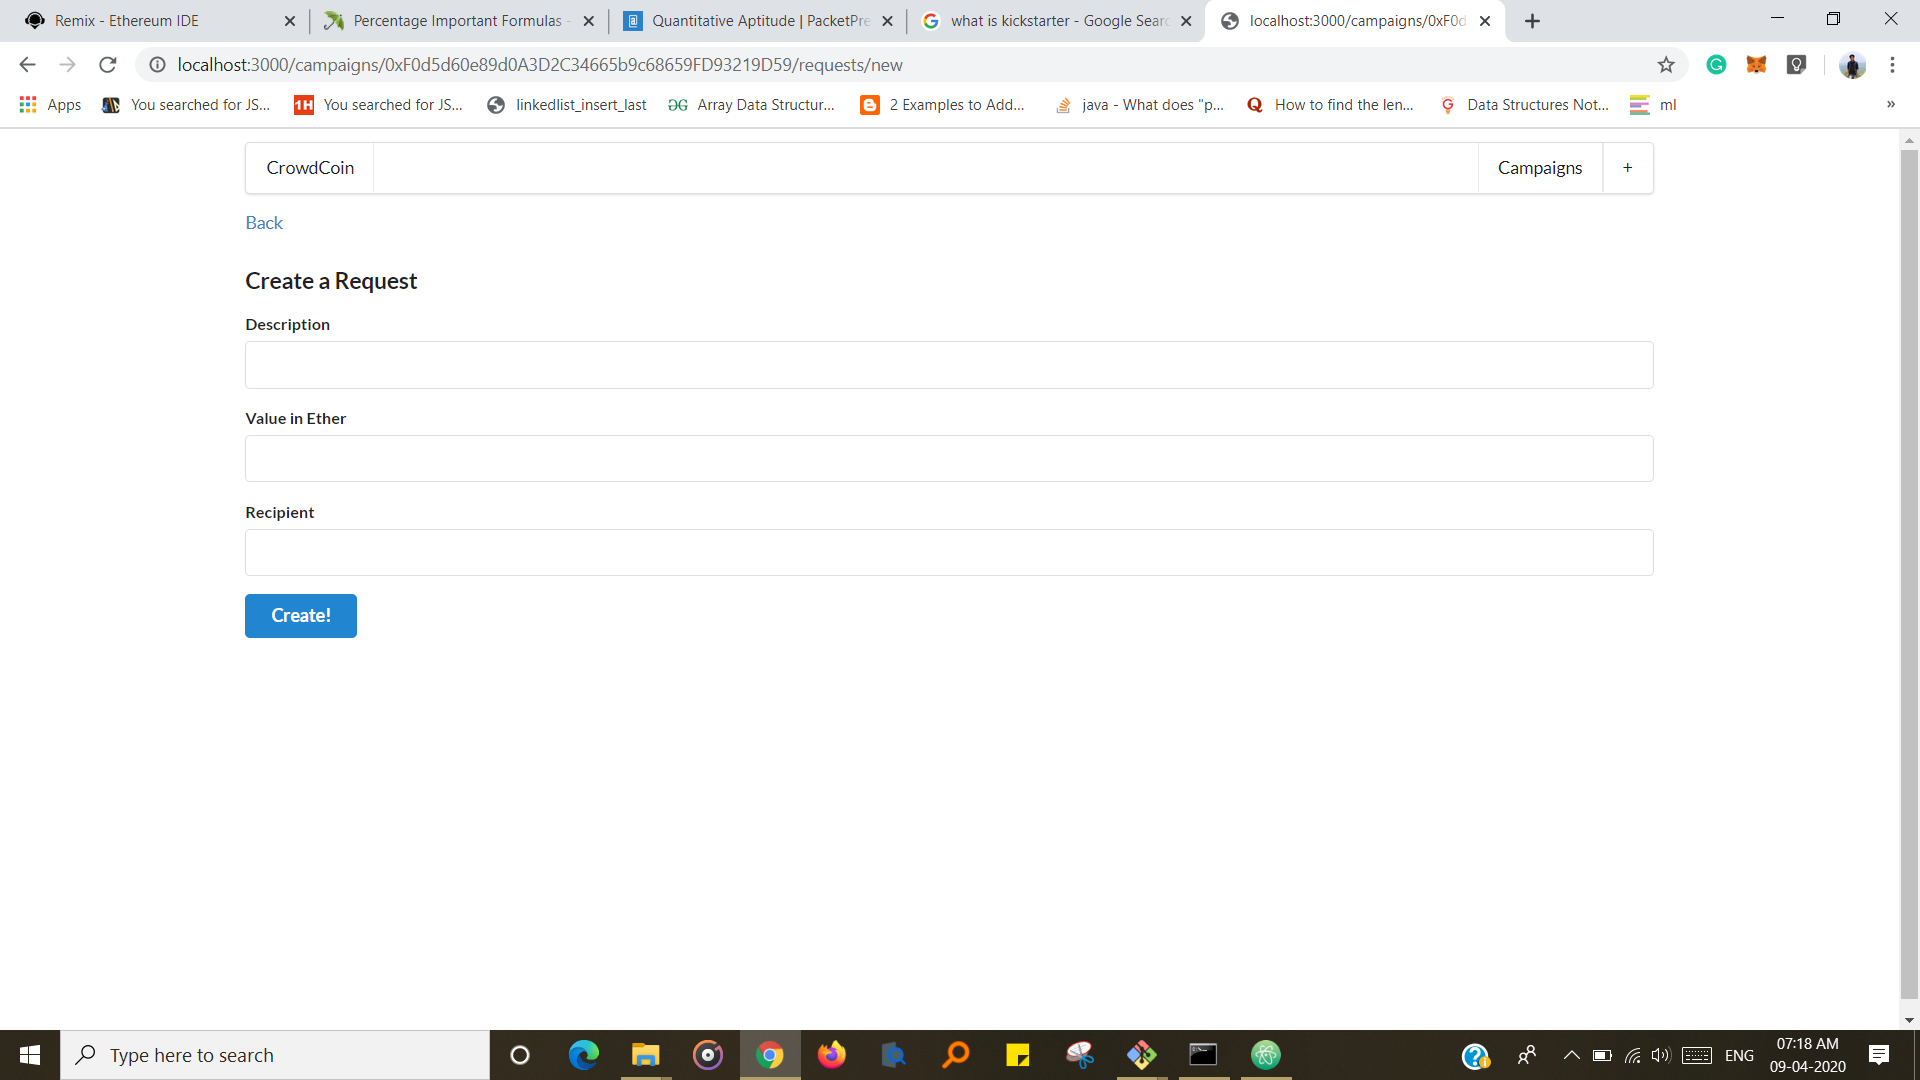 Remix - Ethereum IDE
Percentage Important Formulas -
Quantitative Aptitude | PacketPre
what is kickstarter - Google Searc
localhost:3000/campaigns/0xF0d
localhost:3000/campaigns/0xF0d5d60e89d0A3D2C34665b9c68659FD93219D59/requests/new
Apps
You searched for JS...
1H
You searched for JS...
linkedlist_insert_last
Array Data Structur...
2 Examples to Add...
java - What does "p...
How to find the len...
Data Structures Not...
ml
»
CrowdCoin
Campaigns
+
Back
Create a Request
Description
Value in Ether
Recipient
Create!
Type here to search
ENG
07:18 AM
09-04-2020